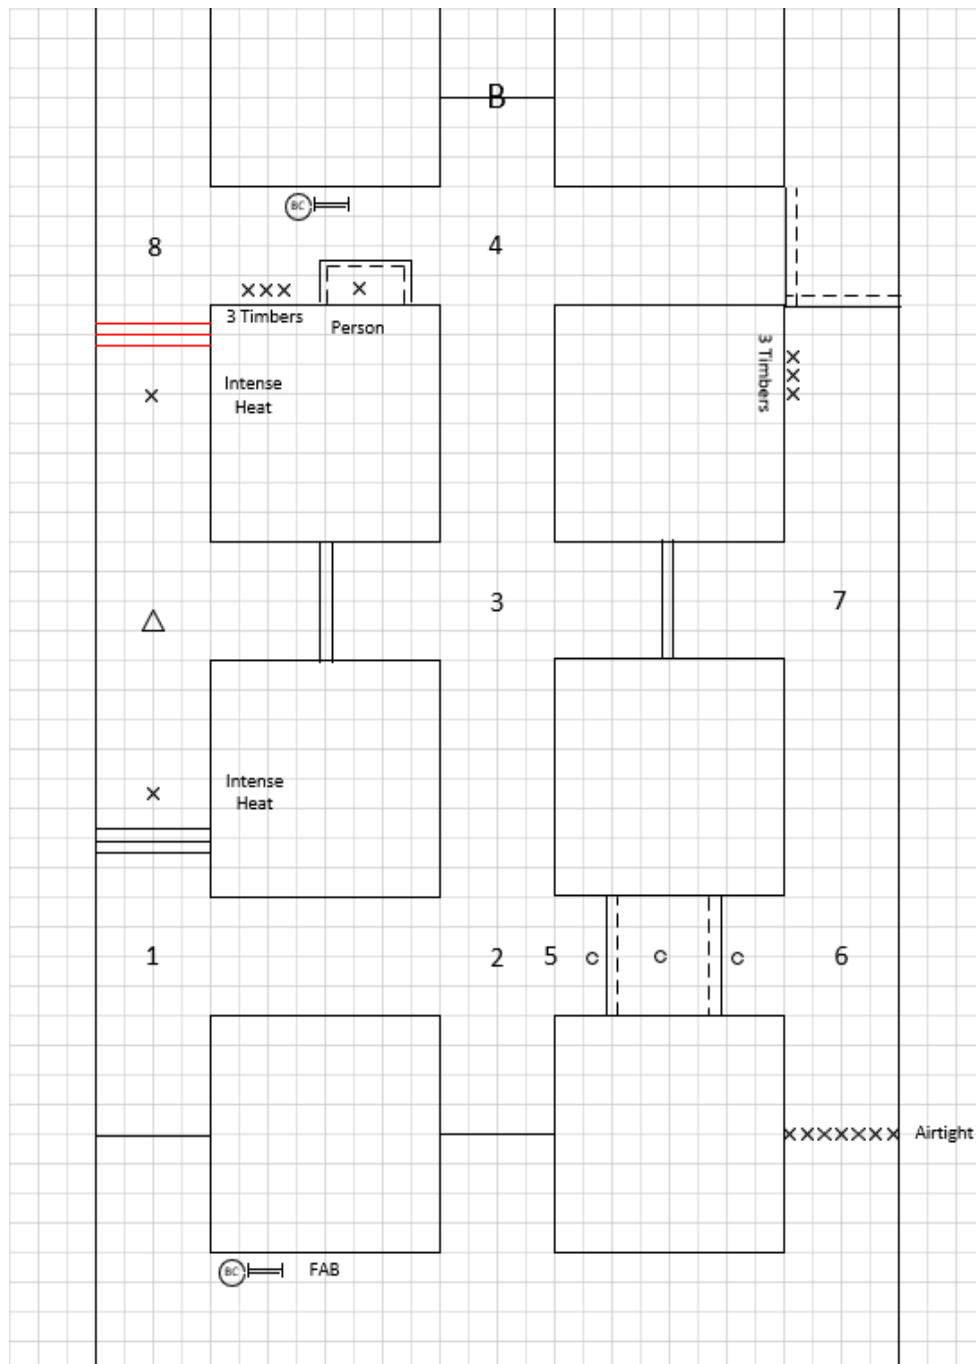 B
BC
8
4
3 Timbers
Person
Intense
Heat
3 Timbers
3
7
Intense
Heat
1
2
5
C
C
C
6
Airtight
BC
FAB